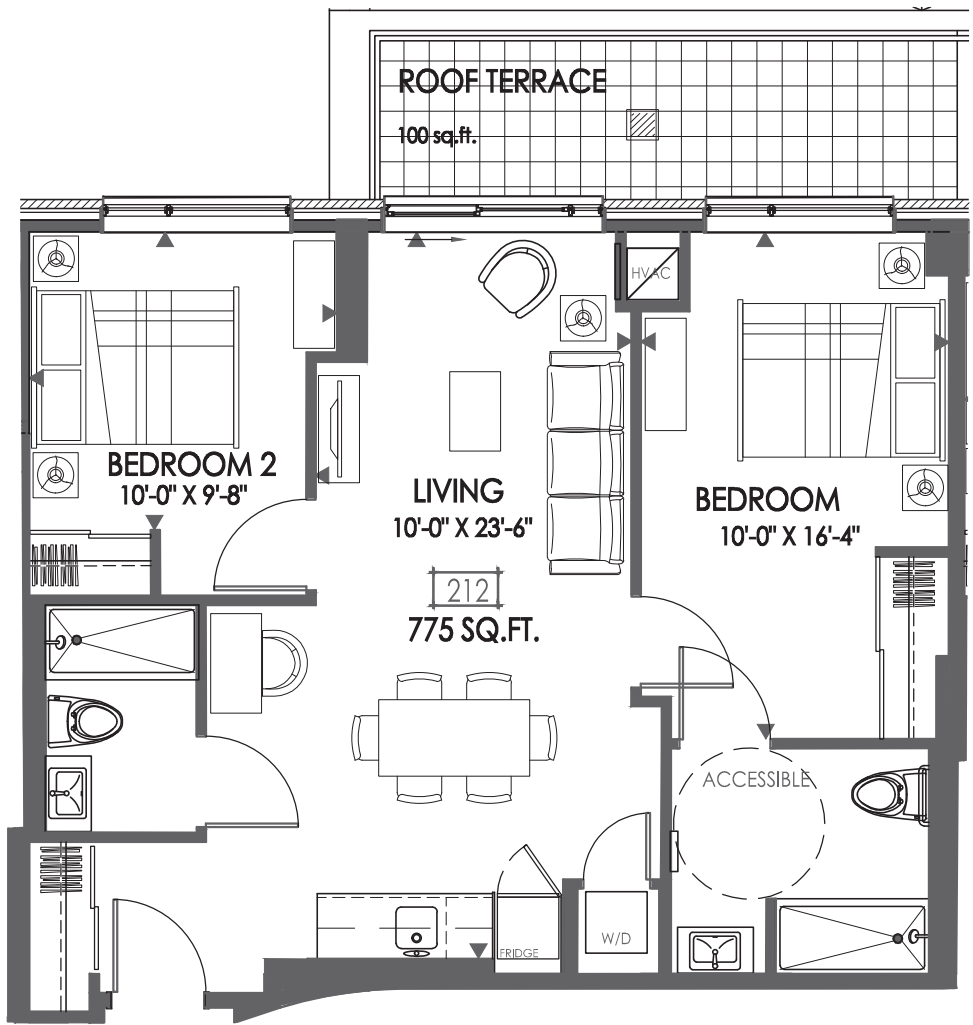 ROOF TERRACE
100 sq.ft.
HVAC
BEDROOM 2
10'-0" X 9'-8"
LIVING
10'-0" X 23'-6"
BEDROOM
10'-0" X 16'-4"
212
775 SQ.FT.
ACCESSIBLE
FRIDGE
W/D